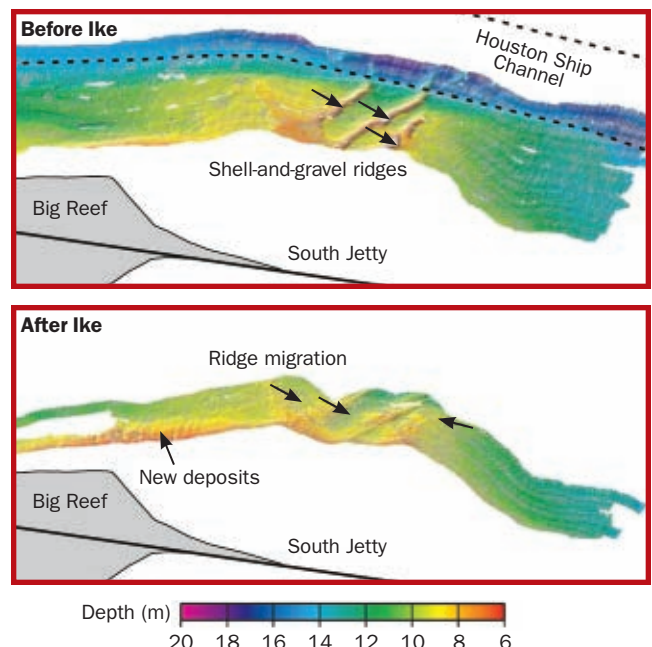 Before Ike
Houston Ship
Channel
Shell-and-gravel ridges
Big Reef
South Jetty
After Ike
Ridge migration
New deposits
Big Reef
South Jetty
Depth (m)
20 18 16 14 12 10 8 6